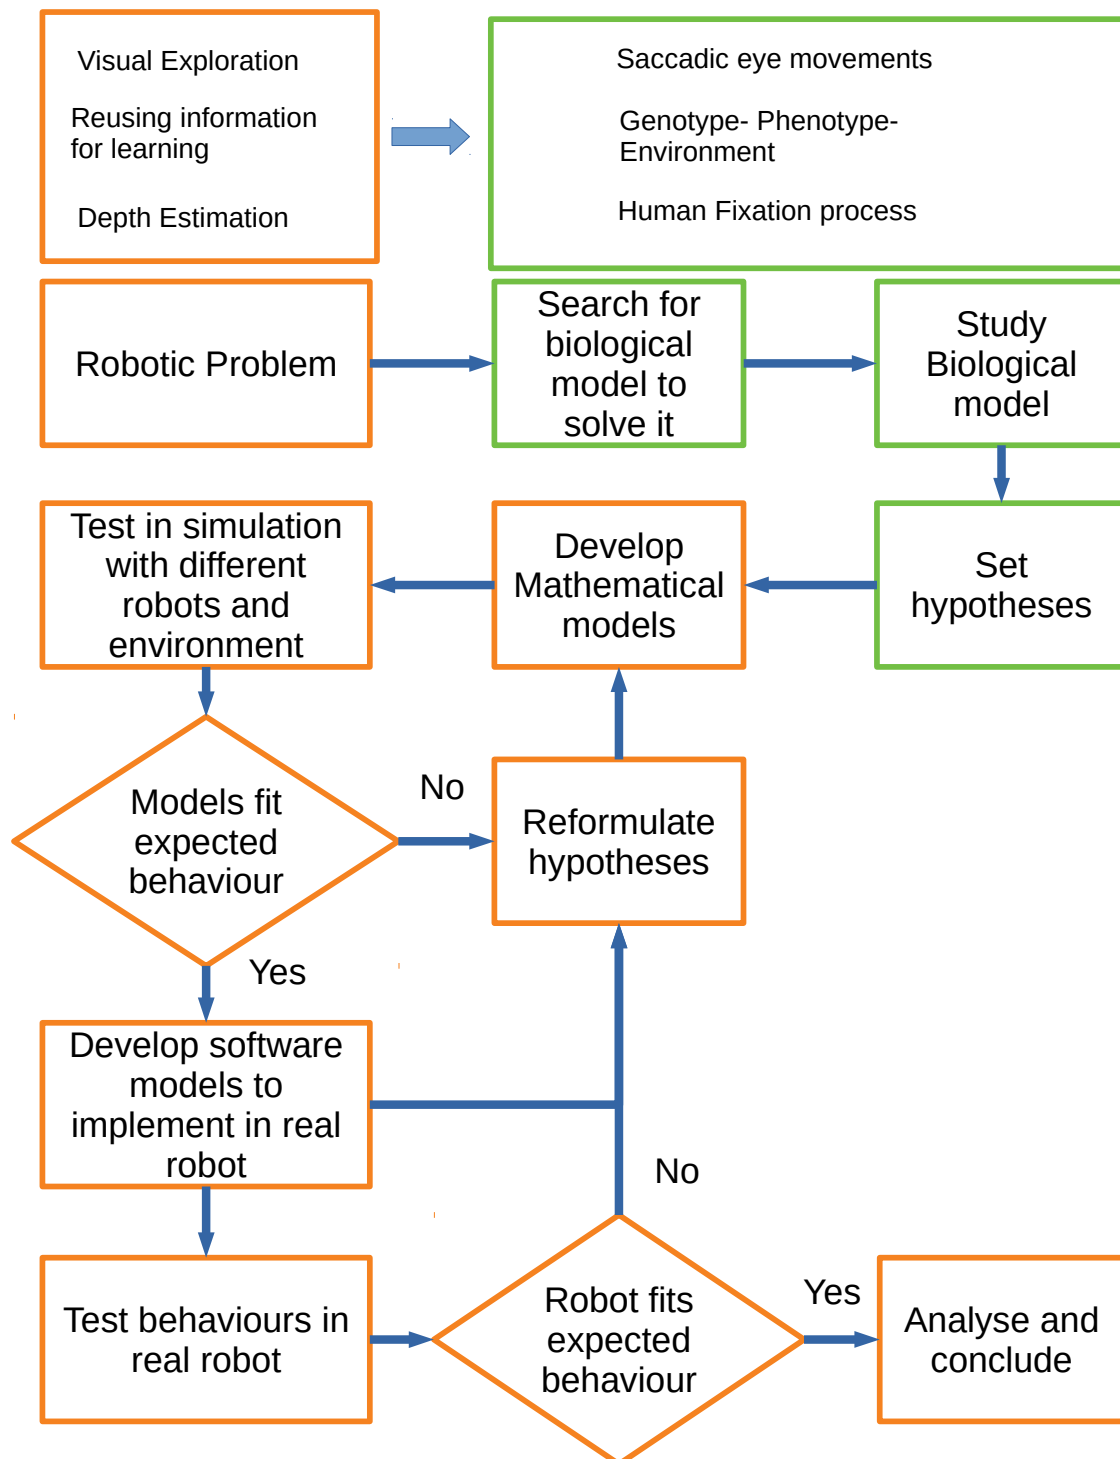 Visual Exploration
Reusing information
for learning
Depth Estimation
Saccadic eye movements
Genotype- Phenotype-
Environment
Human Fixation process
Robotic Problem
Search for
biological
model to
solve it
Study
Biological
model
Test in simulation
with different
robots and
environment
Develop
Mathematical
models
Set
hypotheses
Models fit
expected
behaviour
No
Reformulate
hypotheses
Yes
Develop software
models to
implement in real
robot
No
Test behaviours in
real robot
Robot fits
expected
behaviour
Yes
Analyse and
conclude